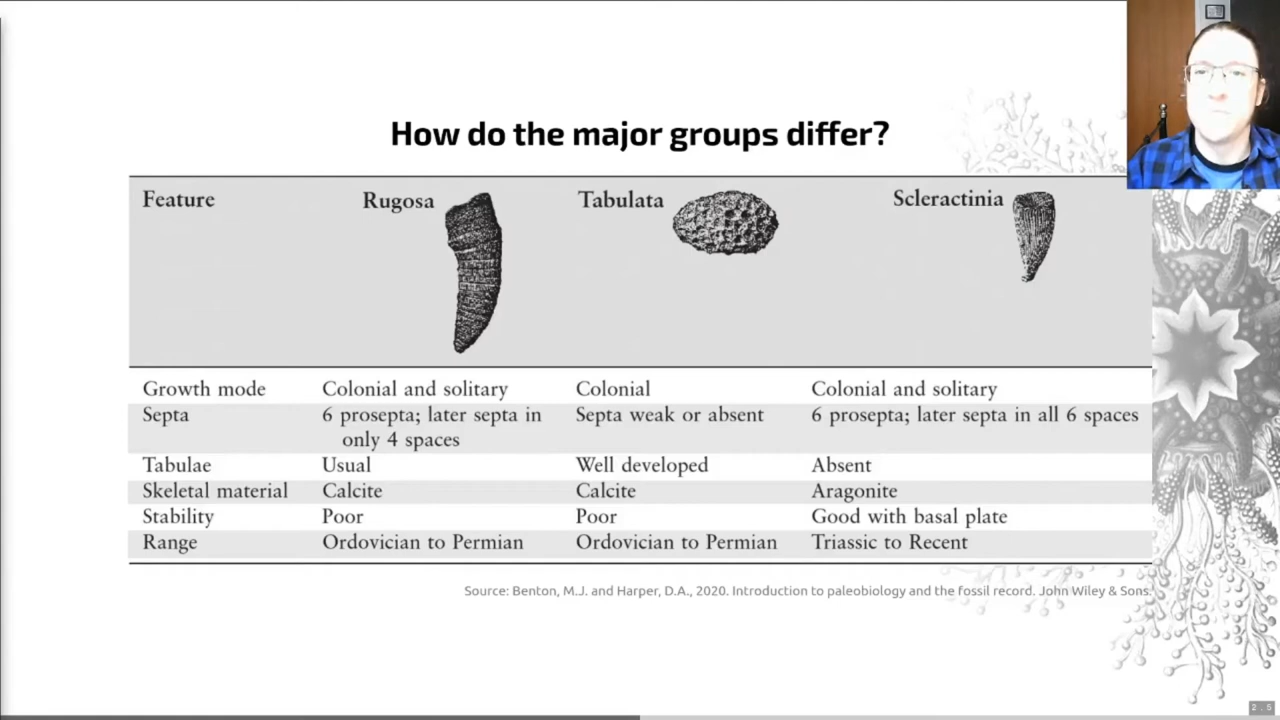 How do the major groups differ?
Feature Rugosa Tabulata Scleractinia
Growth mode Colonial and solitary Colonial Colonial and solitary
Septa 6 prosepta; later septa in Septa weak or absent 6 prosepta; later septa in all 6 spaces
only 4 spaces
Tabulae Usual Well developed Absent
Skeletal material Calcite Calcite Aragonite
Stability Poor Poor Good with basal plate
Range Ordovician to Permian Ordovician to Permian Triassic to Recent
Source: Benton, M.J. and Harper, D.A., 2020. Introduction to paleobiology and the fossil record. John Wiley & Sons.
2.5